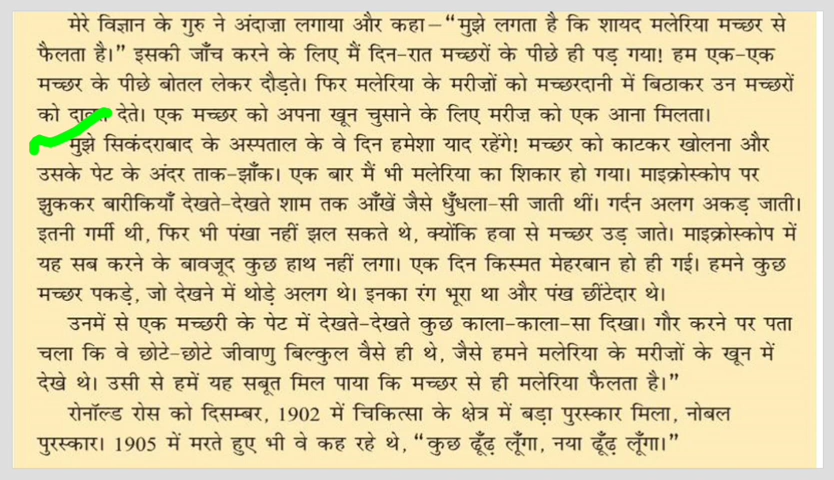 मेरे विज्ञान के गुरु ने अंदाज़ा लगाया और कहा–“मुझे लगता है कि शायद मलेरिया मच्छर से
फैलता है।” इसकी जाँच करने के लिए मैं दिन-रात मच्छरों के पीछे ही पड़ गया! हम एक-एक
मच्छर के पीछे बोतल लेकर दौड़ते। फिर मलेरिया के मरीज़ों को मच्छरदानी में बिठाकर उन मच्छरों
को देते। एक मच्छर को अपना खून चुसाने के लिए मरीज़ को एक आना मिलता।
मुझे सिकंदराबाद के अस्पताल के वे दिन हमेशा याद रहेंगे! मच्छर को काटकर खोलना और
उसके पेट के अंदर ताक-झाँक। एक बार मैं भी मलेरिया का शिकार हो गया। माइक्रोस्कोप पर
झुककर बारीकियाँ देखते-देखते शाम तक आँखें जैसे धुँधला-सी जाती थीं। गर्दन अलग अकड़ जाती।
इतनी गर्मी थी, फिर भी पंखा नहीं झल सकते थे, क्योंकि हवा से मच्छर उड़ जाते। माइक्रोस्कोप में
यह सब करने के बावजूद कुछ हाथ नहीं लगा। एक दिन किस्मत मेहरबान हो ही गई। हमने कुछ
मच्छर पकड़े, जो देखने में थोड़े अलग थे। इनका रंग भूरा था और पंख छींटेदार थे।
उनमें से एक मच्छरी के पेट में देखते-देखते कुछ काला-काला-सा दिखा। गौर करने पर पता
चला कि वे छोटे-छोटे जीवाणु बिल्कुल वैसे ही थे, जैसे हमने मलेरिया के मरीज़ों के खून में
देखे थे। उसी से हमें यह सबूत मिल पाया कि मच्छर से ही मलेरिया फैलता है।”
रोनॉल्ड रोस को दिसम्बर, 1902 में चिकित्सा के क्षेत्र में बड़ा पुरस्कार मिला, नोबल
पुरस्कार। 1905 में मरते हुए भी वे कह रहे थे, “कुछ ढूँढ़ लूँगा, नया ढूँढ़ लूँगा।”